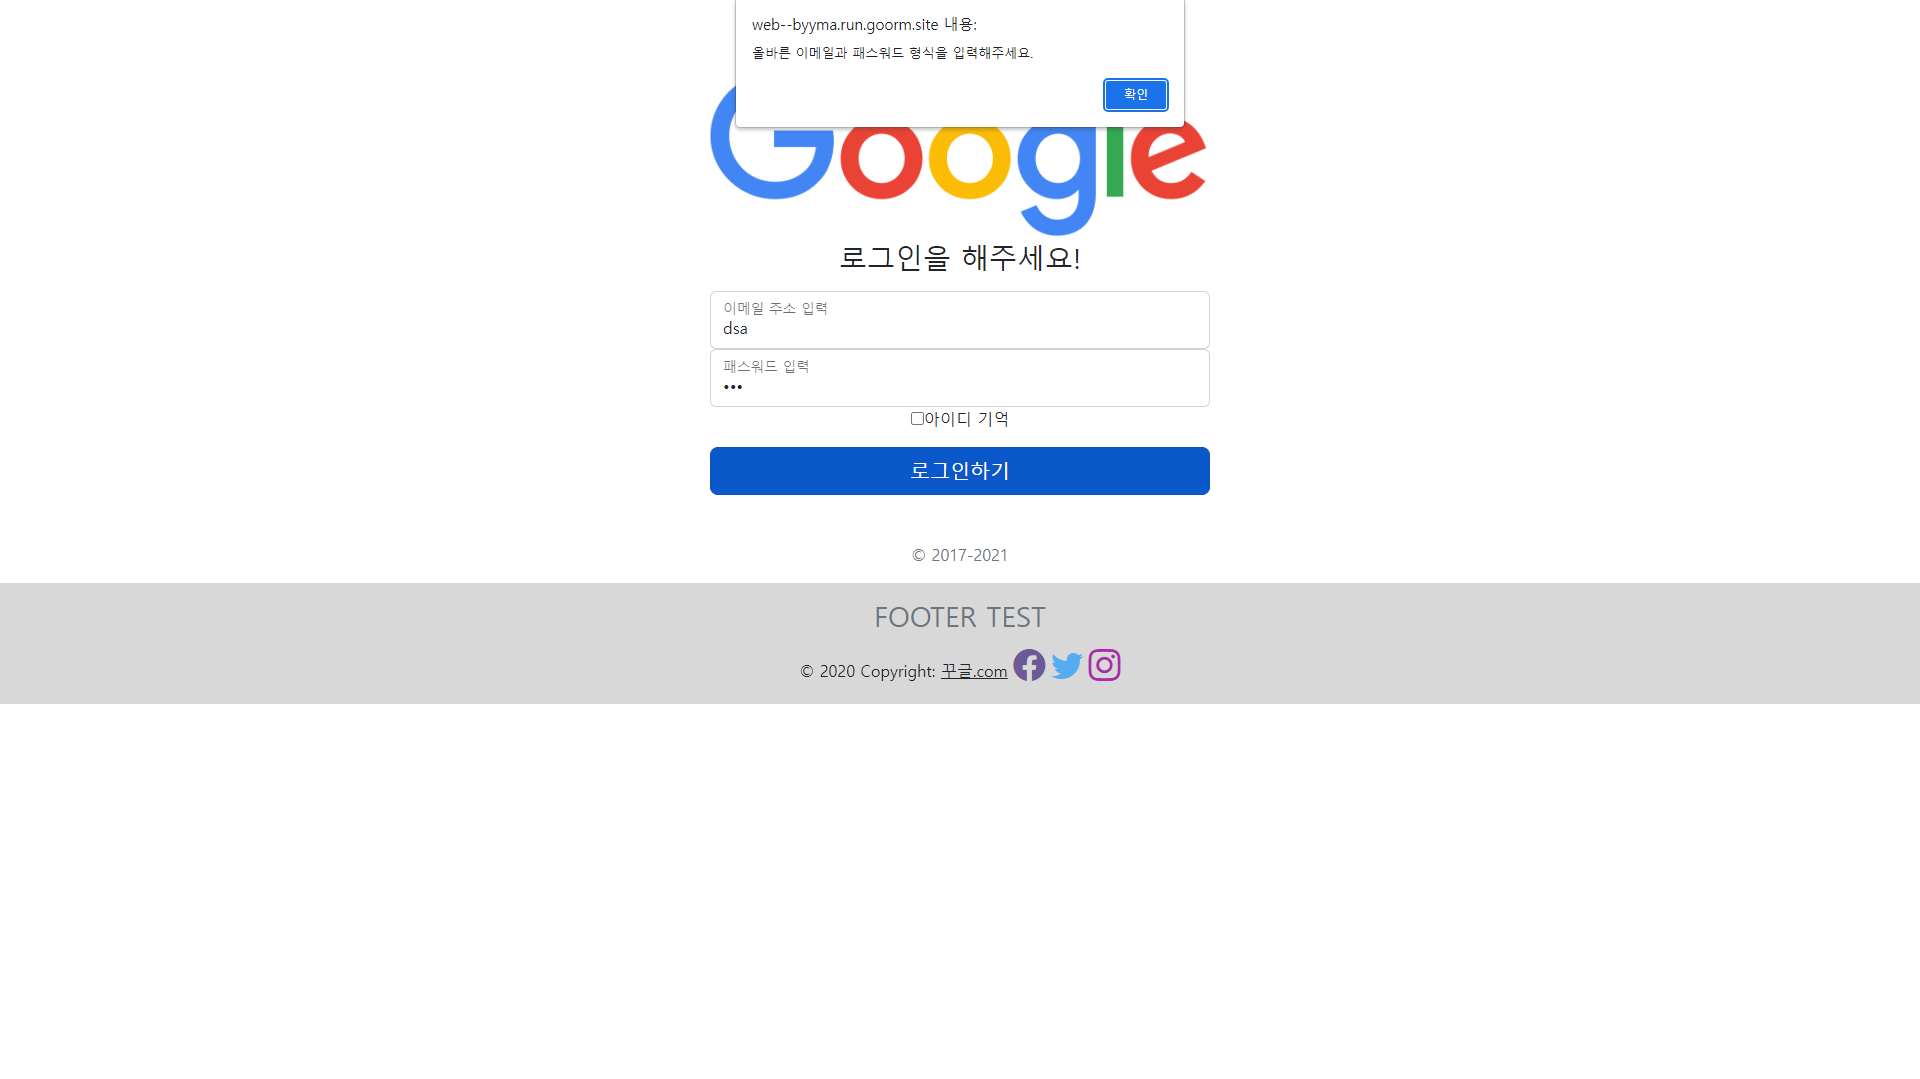 web--byyma.run.goorm.site 내용:
올바른 이메일과 패스워드 형식을 입력해주세요.
확인
Google
로그인을 해주세요!
이메일 주소 입력
dsa
패스워드 입력
•••
아이디 기억
로그인하기
© 2017-2021
FOOTER TEST
© 2020 Copyright: 꾸글.com